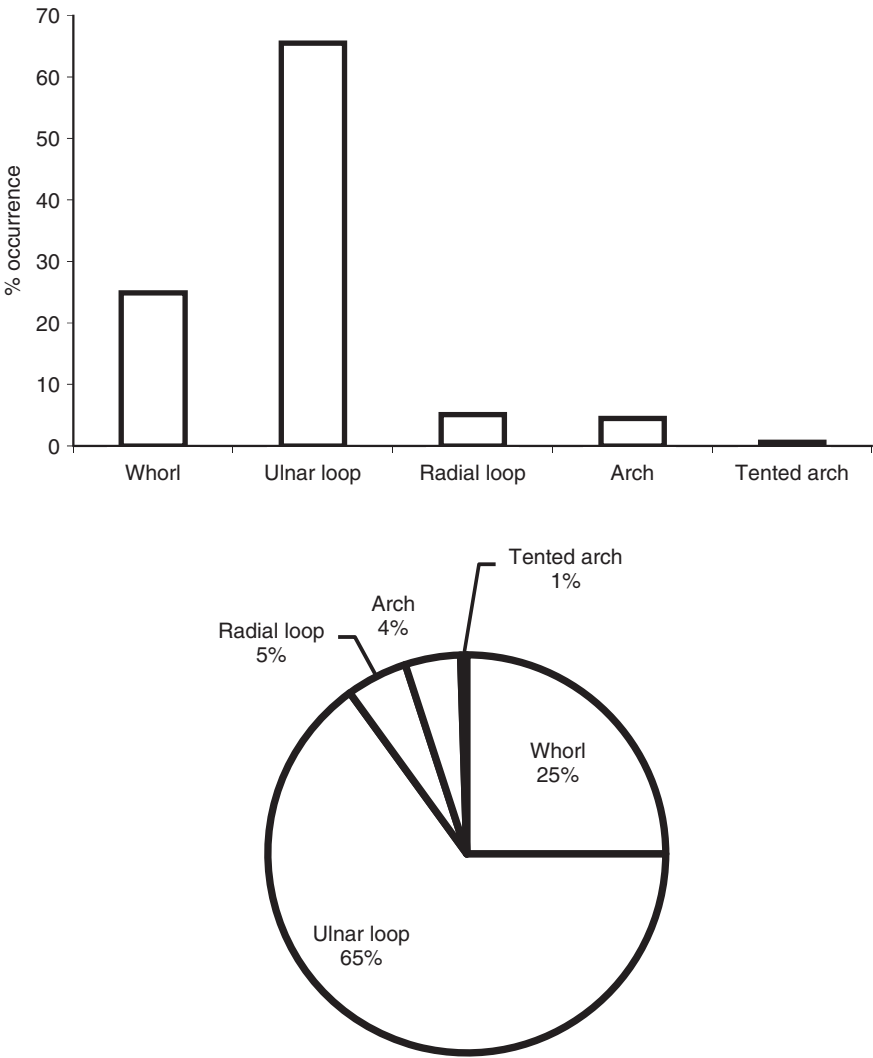 % occurrence
70
60
50
40
30
20
10
0
Whorl
Ulnar loop
Radial loop
Arch
Tented arch
Tented arch
1%
Arch
4%
Radial loop
5%
Whorl
25%
Ulnar loop
65%